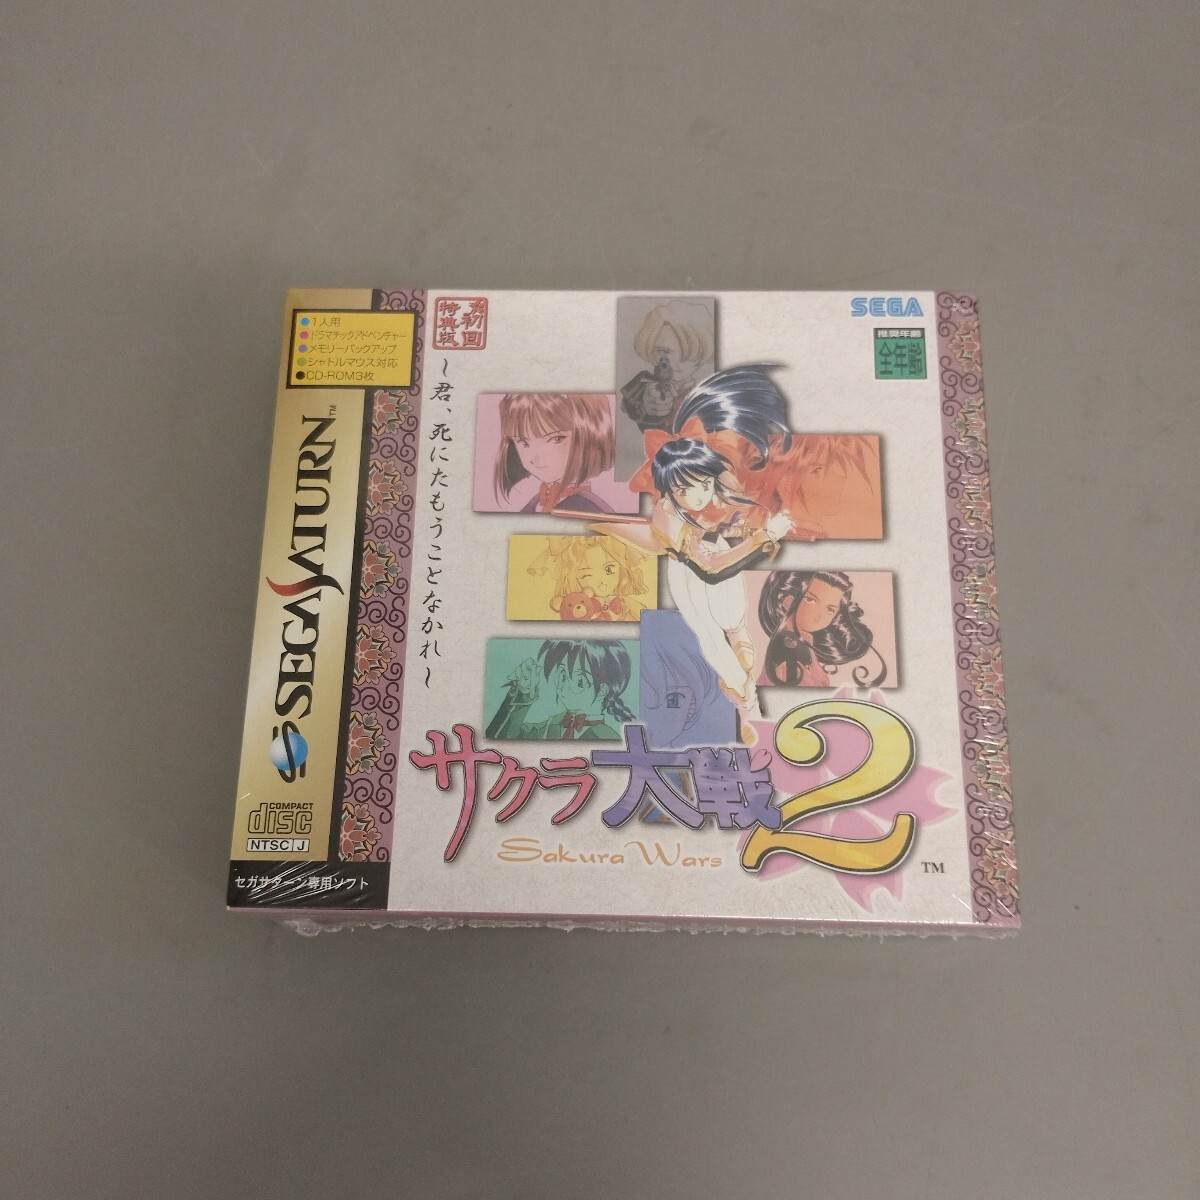 ●1人用
●ドラマチックアドベンチャー
●メモリーバックアップ
●シャトルマウス対応
●CD-ROM3枚
SEGA SATURN™
COMPACT
disc
NTSC J
セガサターン専用ソフト
初回
特典版
～君、死にたもうことなかれ～
SEGA
推奨年齢
全年齢
サクラ大戦2
Sakura Wars
TM